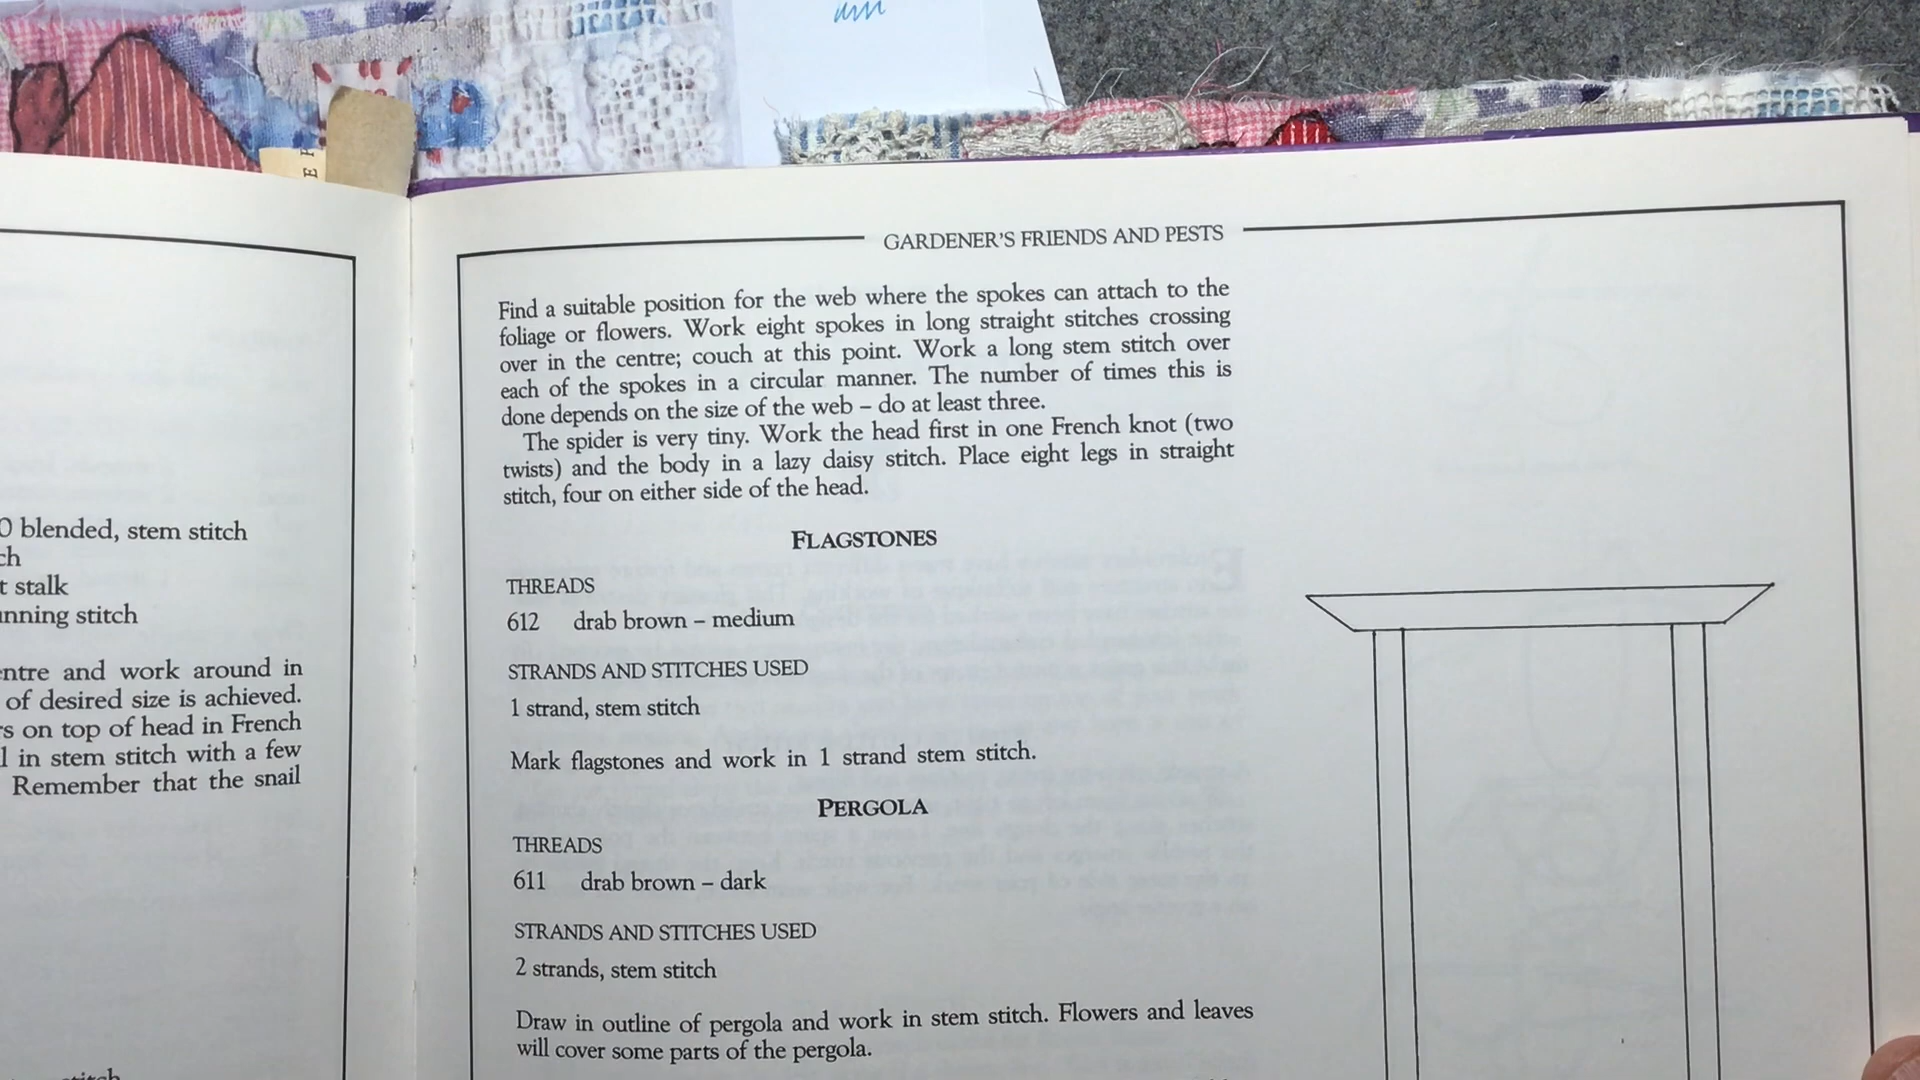 um
E
0 blended, stem stitch
ch
t stalk
unning stitch
entre and work around in
of desired size is achieved.
rs on top of head in French
l in stem stitch with a few
Remember that the snail
stitch
GARDENER'S FRIENDS AND PESTS
Find a suitable position for the web where the spokes can attach to the
foliage or flowers. Work eight spokes in long straight stitches crossing
over in the centre; couch at this point. Work a long stem stitch over
each of the spokes in a circular manner. The number of times this is
done depends on the size of the web – do at least three.
The spider is very tiny. Work the head first in one French knot (two
twists) and the body in a lazy daisy stitch. Place eight legs in straight
stitch, four on either side of the head.
FLAGSTONES
THREADS
612 drab brown – medium
STRANDS AND STITCHES USED
1 strand, stem stitch
Mark flagstones and work in 1 strand stem stitch.
PERGOLA
THREADS
611 drab brown – dark
STRANDS AND STITCHES USED
2 strands, stem stitch
Draw in outline of pergola and work in stem stitch. Flowers and leaves
will cover some parts of the pergola.